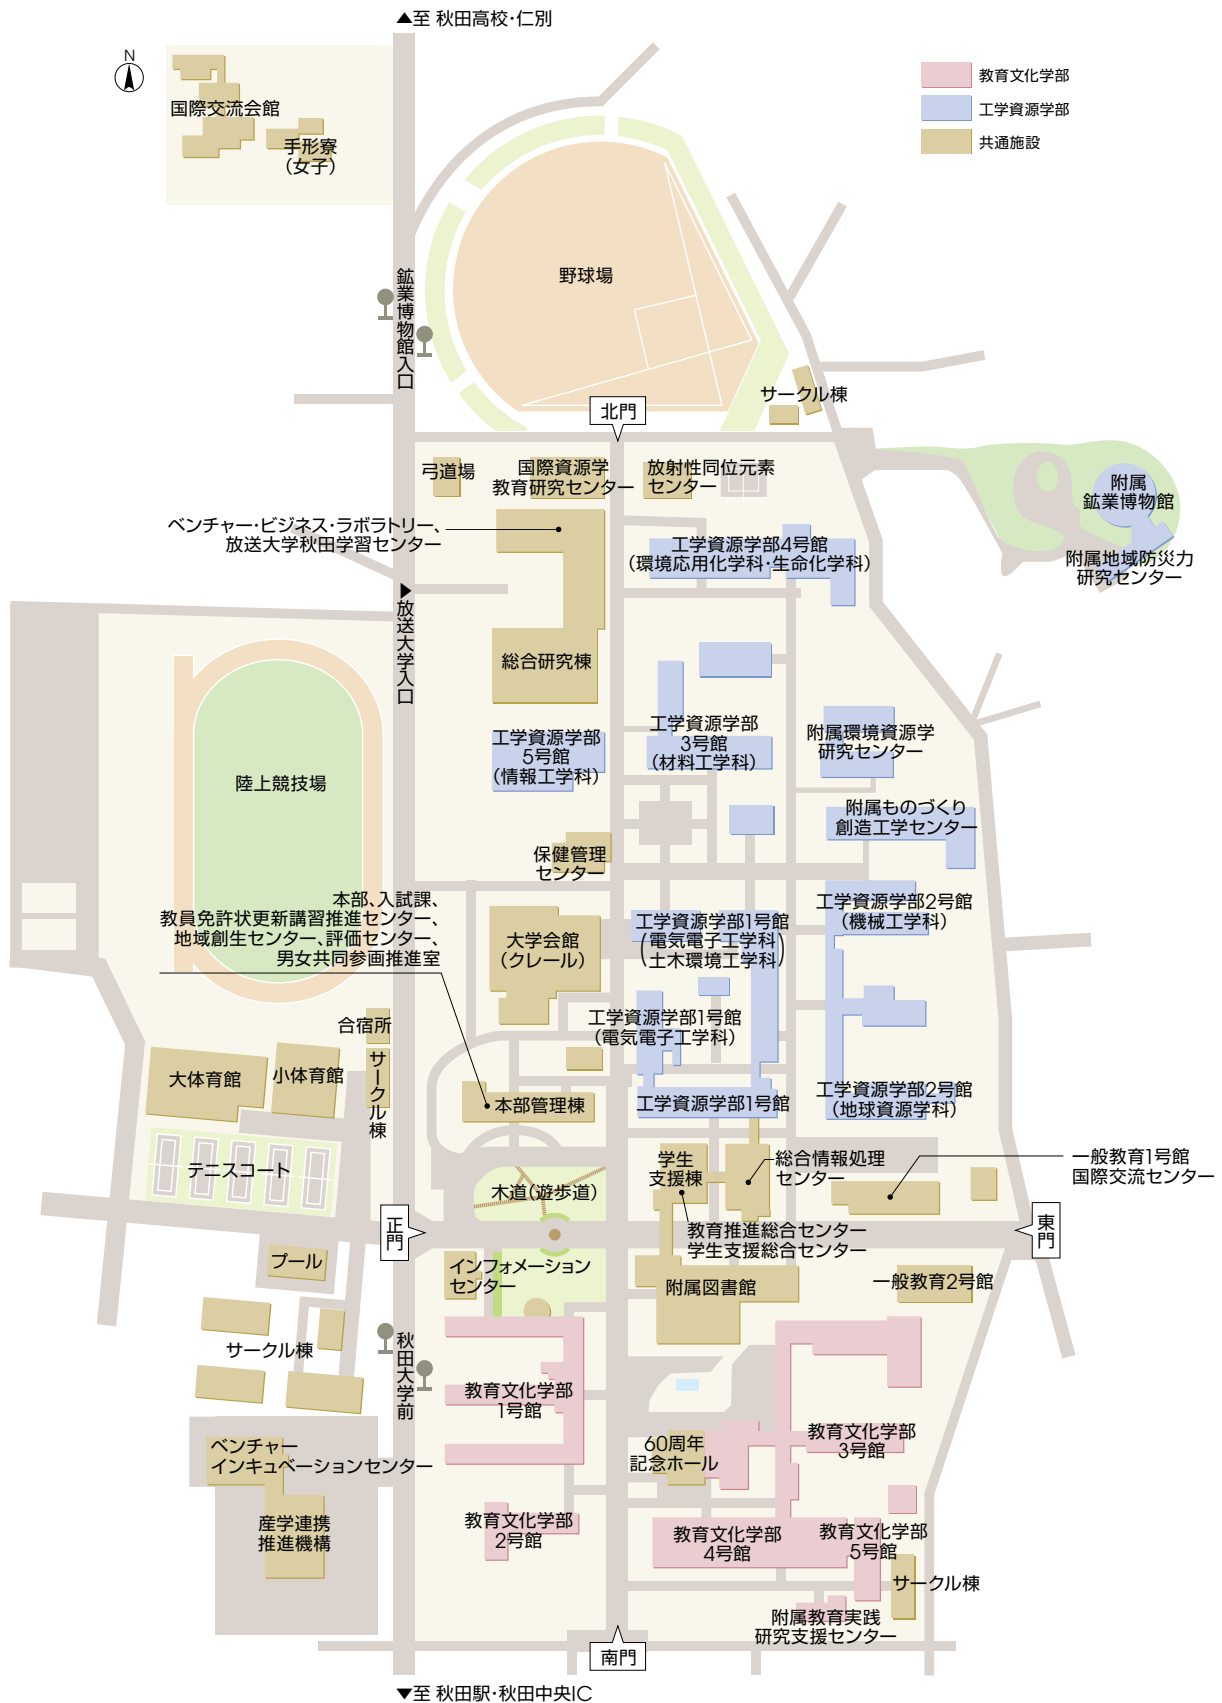 ▲至 秋田高校・仁別
N
教育文化学部
工学資源学部
共通施設
国際交流会館
手形寮
（女子）
鉱業博物館入口
野球場
サークル棟
北門
弓道場
国際資源学
教育研究センター
放射性同位元素
センター
附属
鉱業博物館
附属地域防災力
研究センター
ベンチャー・ビジネス・ラボラトリー、
放送大学秋田学習センター
工学資源学部4号館
（環境応用化学科・生命化学科）
▶放送大学入口
総合研究棟
工学資源学部
5号館
（情報工学科）
工学資源学部
3号館
（材料工学科）
附属環境資源学
研究センター
陸上競技場
附属ものづくり
創造工学センター
保健管理
センター
本部、入試課、
教員免許状更新講習推進センター、
地域創生センター、評価センター、
男女共同参画推進室
大学会館
（クレール）
工学資源学部1号館
（電気電子工学科
土木環境工学科）
工学資源学部2号館
（機械工学科）
合宿所
工学資源学部1号館
（電気電子工学科）
大体育館
小体育館
サークル棟
本部管理棟
工学資源学部1号館
工学資源学部2号館
（地球資源学科）
テニスコート
木道（遊歩道）
学生
支援棟
総合情報処理
センター
一般教育1号館
国際交流センター
正門
教育推進総合センター
学生支援総合センター
東門
プール
インフォメーション
センター
附属図書館
一般教育2号館
サークル棟
秋田大学前
教育文化学部
1号館
60周年
記念ホール
教育文化学部
3号館
ベンチャー
インキュベーションセンター
産学連携
推進機構
教育文化学部
2号館
教育文化学部
4号館
教育文化学部
5号館
サークル棟
附属教育実践
研究支援センター
南門
▼至 秋田駅・秋田中央IC